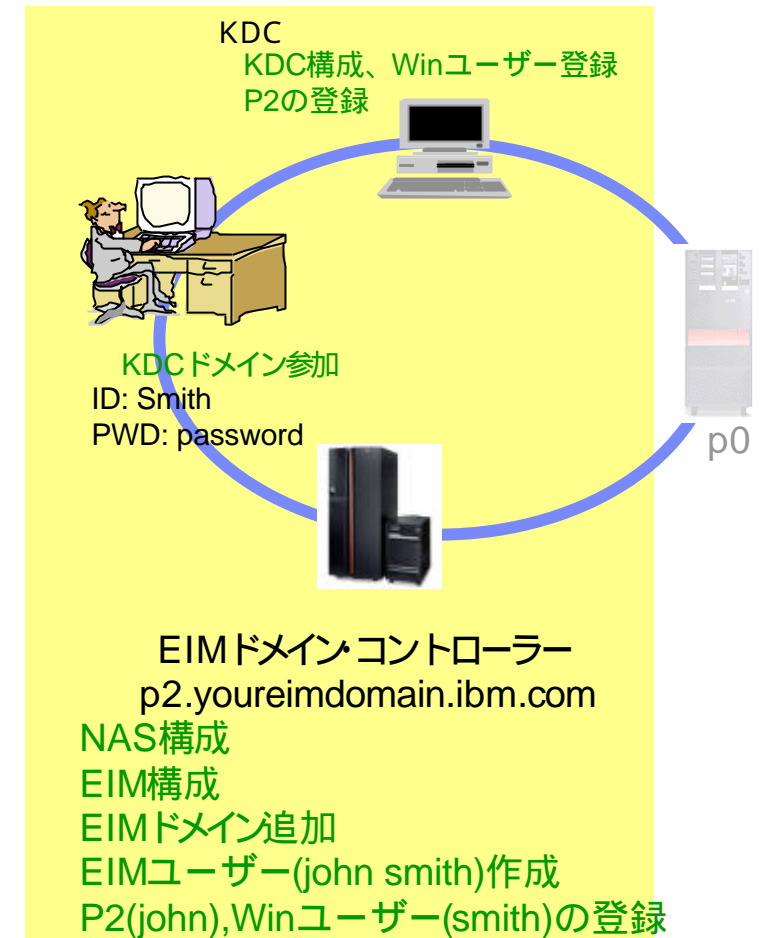 KDC
KDC構成、Winユーザー登録
P2の登録
KDCドメイン参加
ID: Smith
PWD: password
p0
EIMドメイン・コントローラー
p2.youreimdomain.ibm.com
NAS構成
EIM構成
EIMドメイン追加
EIMユーザー(john smith)作成
P2(john),Winユーザー(smith)の登録